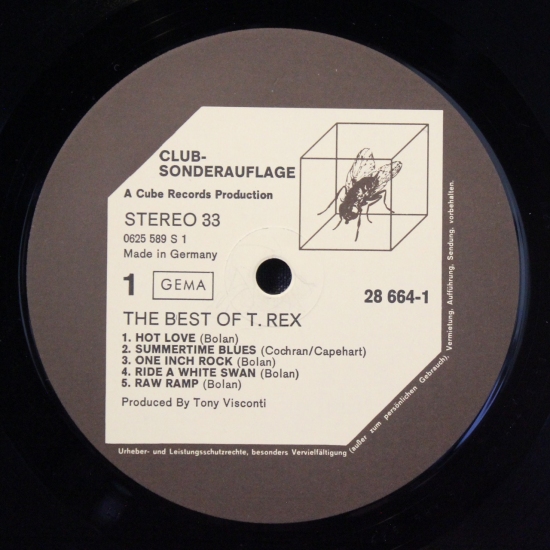 CLUB-
SONDERAUFLAGE
A Cube Records Production
STEREO 33
0625 589 S 1
Made in Germany
1 GEMA
28 664-1
THE BEST OF T. REX
1. HOT LOVE (Bolan)
2. SUMMERTIME BLUES (Cochran/Capehart)
3. ONE INCH ROCK (Bolan)
4. RIDE A WHITE SWAN (Bolan)
5. RAW RAMP (Bolan)
Produced By Tony Visconti
Urheber- und Leistungsschutzrechte, besonders Vervielfältigung (außer zum persönlichen Gebrauch), Vermietung, Aufführung, Sendung, vorbehalten.